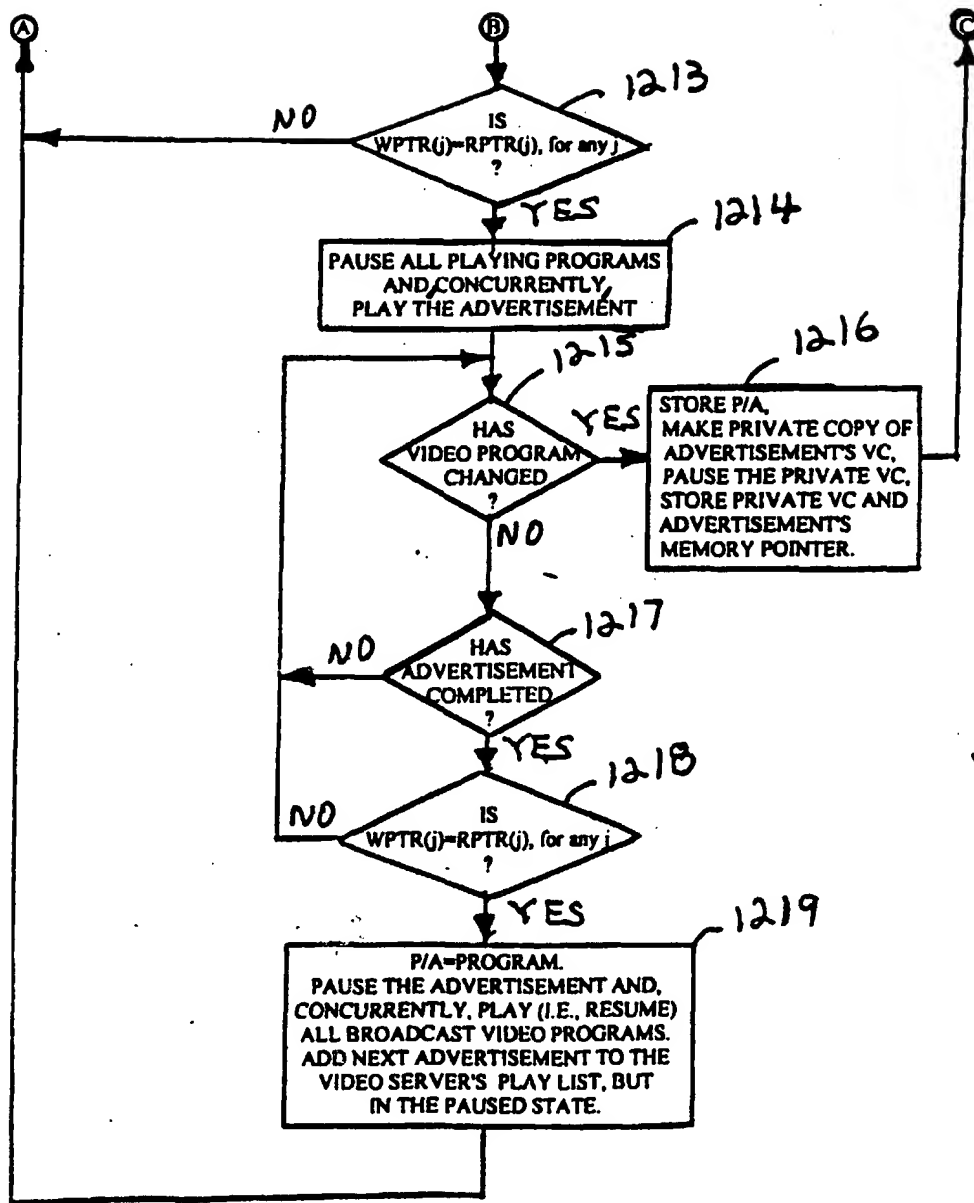 A
B
C
1213
NO
IS
WPTR(j)=RPTR(j), for any j
?
YES
1214
PAUSE ALL PLAYING PROGRAMS
AND, CONCURRENTLY,
PLAY THE ADVERTISEMENT
1215
1216
HAS
VIDEO PROGRAM
CHANGED
?
YES
STORE P/A,
MAKE PRIVATE COPY OF
ADVERTISEMENT'S VC,
PAUSE THE PRIVATE VC,
STORE PRIVATE VC AND
ADVERTISEMENT'S
MEMORY POINTER.
NO
1217
NO
HAS
ADVERTISEMENT
COMPLETED
?
YES
1218
NO
IS
WPTR(j)=RPTR(j), for any j
?
YES
1219
P/A=PROGRAM.
PAUSE THE ADVERTISEMENT AND,
CONCURRENTLY, PLAY (I.E., RESUME)
ALL BROADCAST VIDEO PROGRAMS.
ADD NEXT ADVERTISEMENT TO THE
VIDEO SERVER'S PLAY LIST, BUT
IN THE PAUSED STATE.